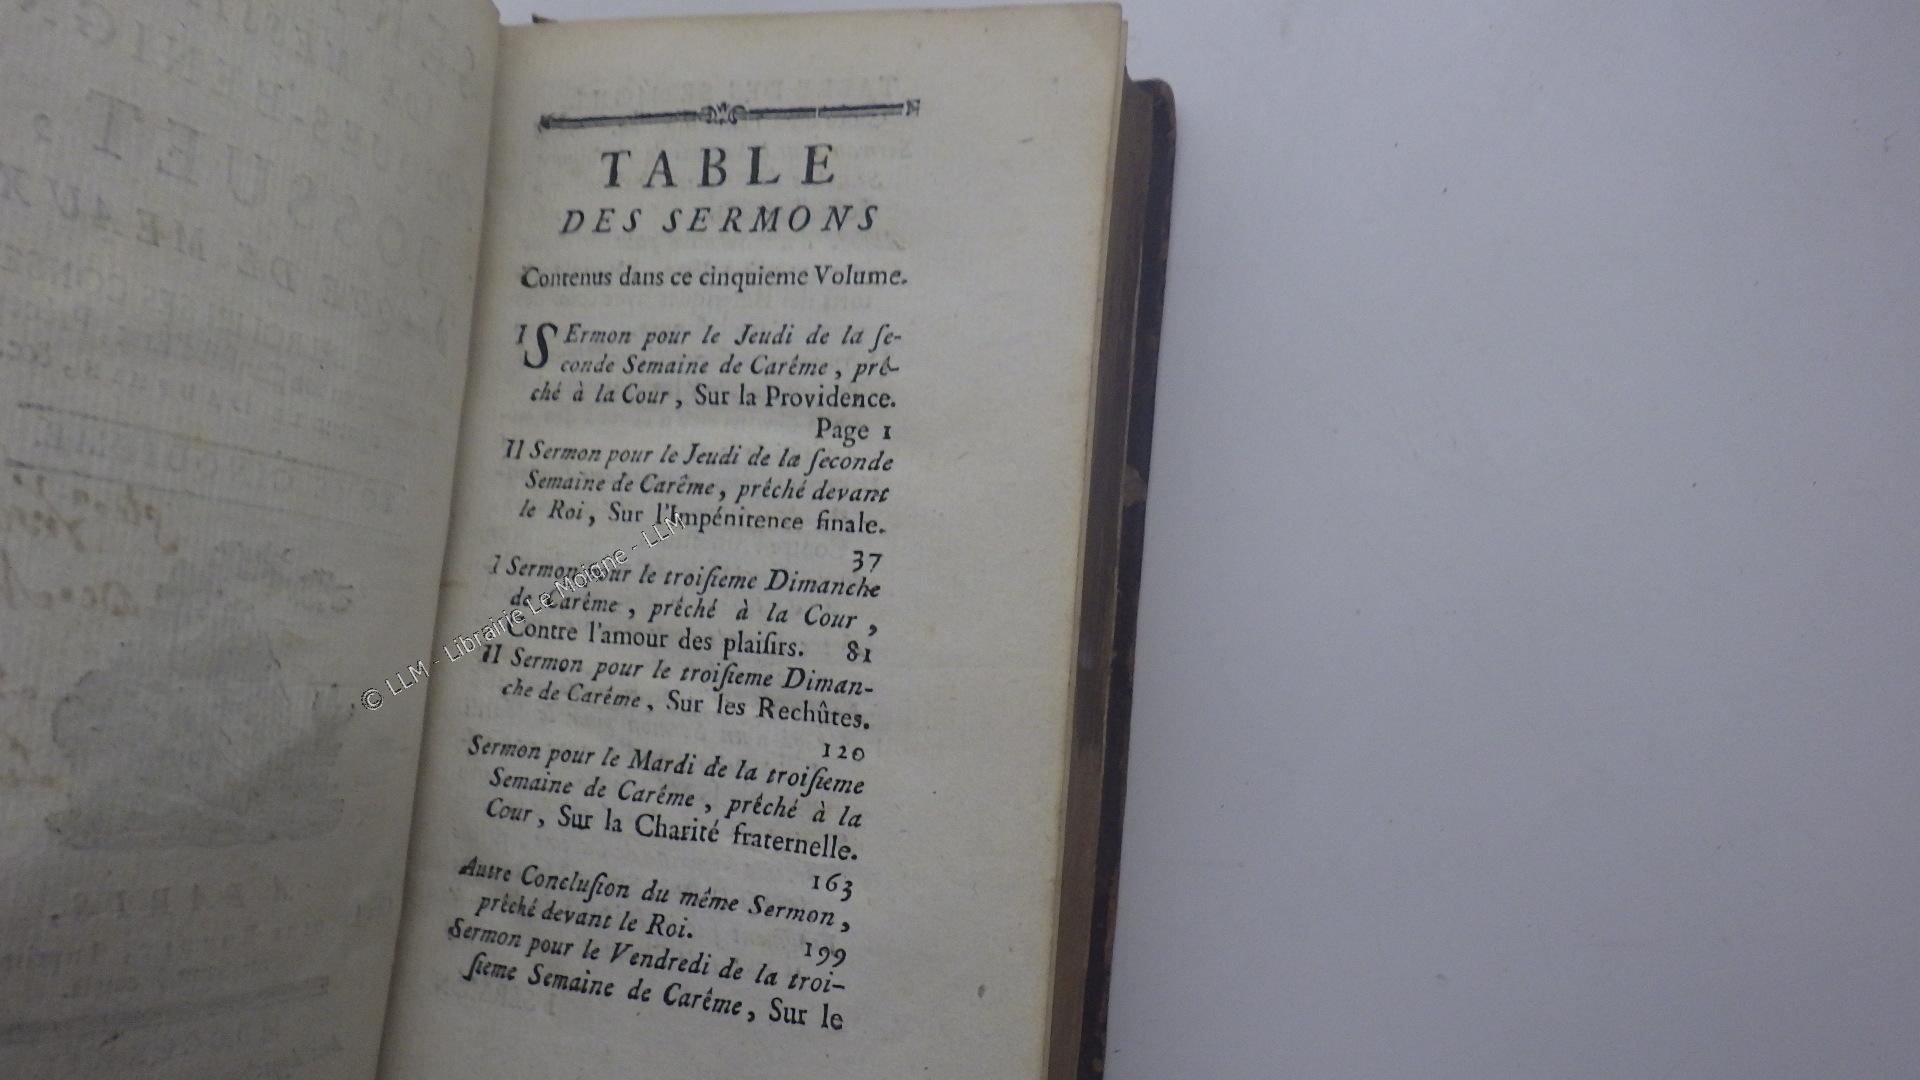 TABLE
DES SERMONS
Contenus dans ce cinquieme Volume.
I SErmon pour le Jeudi de la ſe-
conde Semaine de Carême, prê-
ché à la Cour, Sur la Providence.
Page 1
II Sermon pour le Jeudi de la ſeconde
Semaine de Carême, prêché devant
le Roi, Sur l'Impénitence finale.
37
I Sermon pour le troiſieme Dimanche
de Carême, prêché à la Cour,
Contre l'amour des plaiſirs. 81
II Sermon pour le troiſieme Diman-
che de Carême, Sur les Rechûtes.
120
Sermon pour le Mardi de la troiſieme
Semaine de Carême, prêché à la
Cour, Sur la Charité fraternelle.
163
Autre Concluſion du même Sermon,
prêché devant le Roi. 199
Sermon pour le Vendredi de la troi-
ſieme Semaine de Carême, Sur le
© LLM - Librairie Le Moigne - LLM